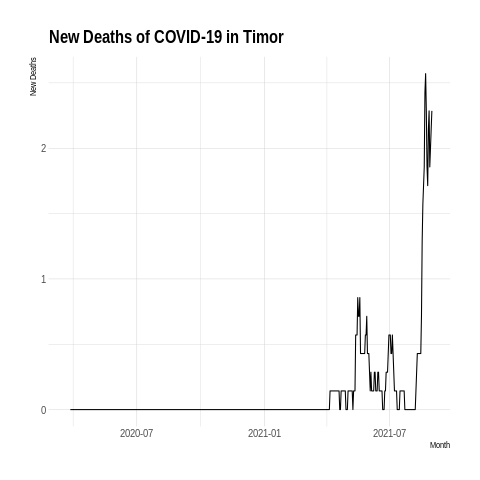 New Deaths of COVID-19 in Timor
New Deaths
2
1
0
2020-07
2021-01
2021-07
Month